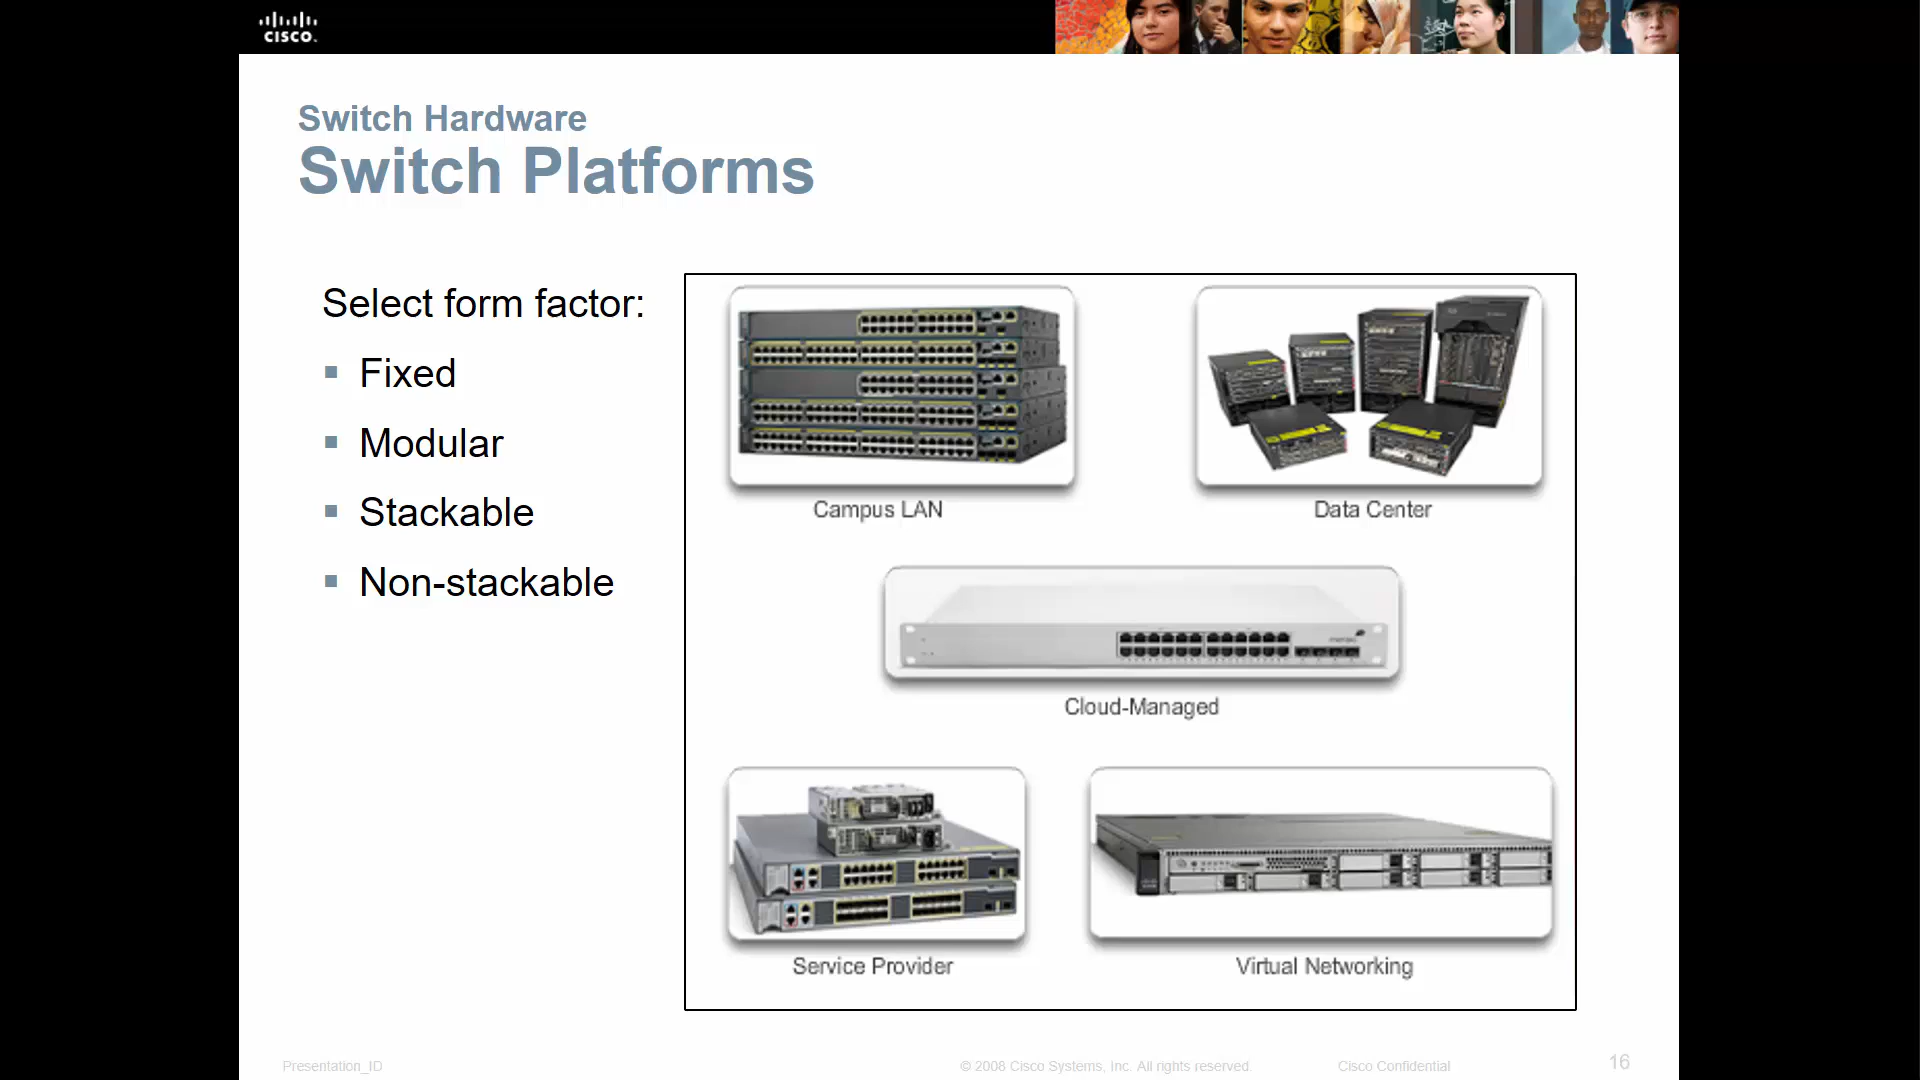 CISCO.
Switch Hardware
Switch Platforms
Select form factor:
Fixed
Modular
Stackable
Non-stackable
Campus LAN
Data Center
Cloud-Managed
Service Provider
Virtual Networking
Presentation_ID
© 2008 Cisco Systems, Inc. All rights reserved.
Cisco Confidential
16